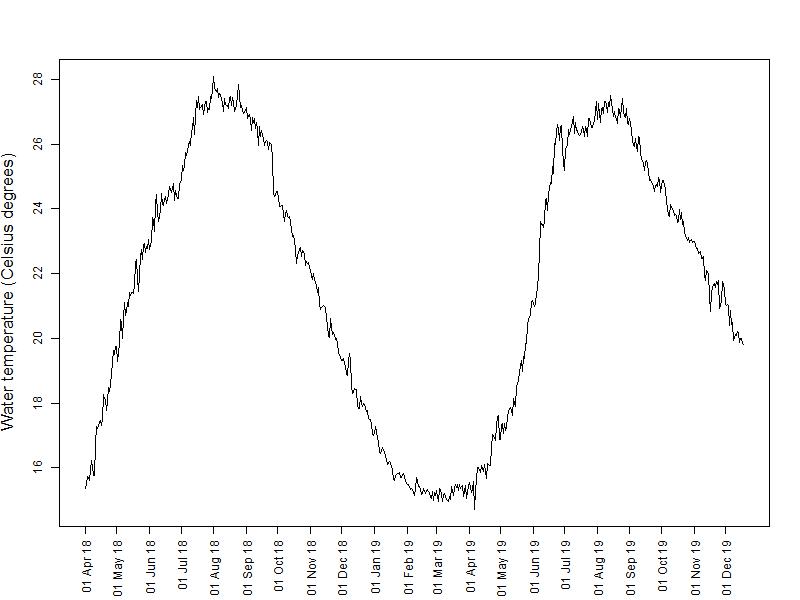 Water temperature (Celsius degrees)
28
26
24
22
20
18
16
01 Apr 18
01 May 18
01 Jun 18
01 Jul 18
01 Aug 18
01 Sep 18
01 Oct 18
01 Nov 18
01 Dec 18
01 Jan 19
01 Feb 19
01 Mar 19
01 Apr 19
01 May 19
01 Jun 19
01 Jul 19
01 Aug 19
01 Sep 19
01 Oct 19
01 Nov 19
01 Dec 19